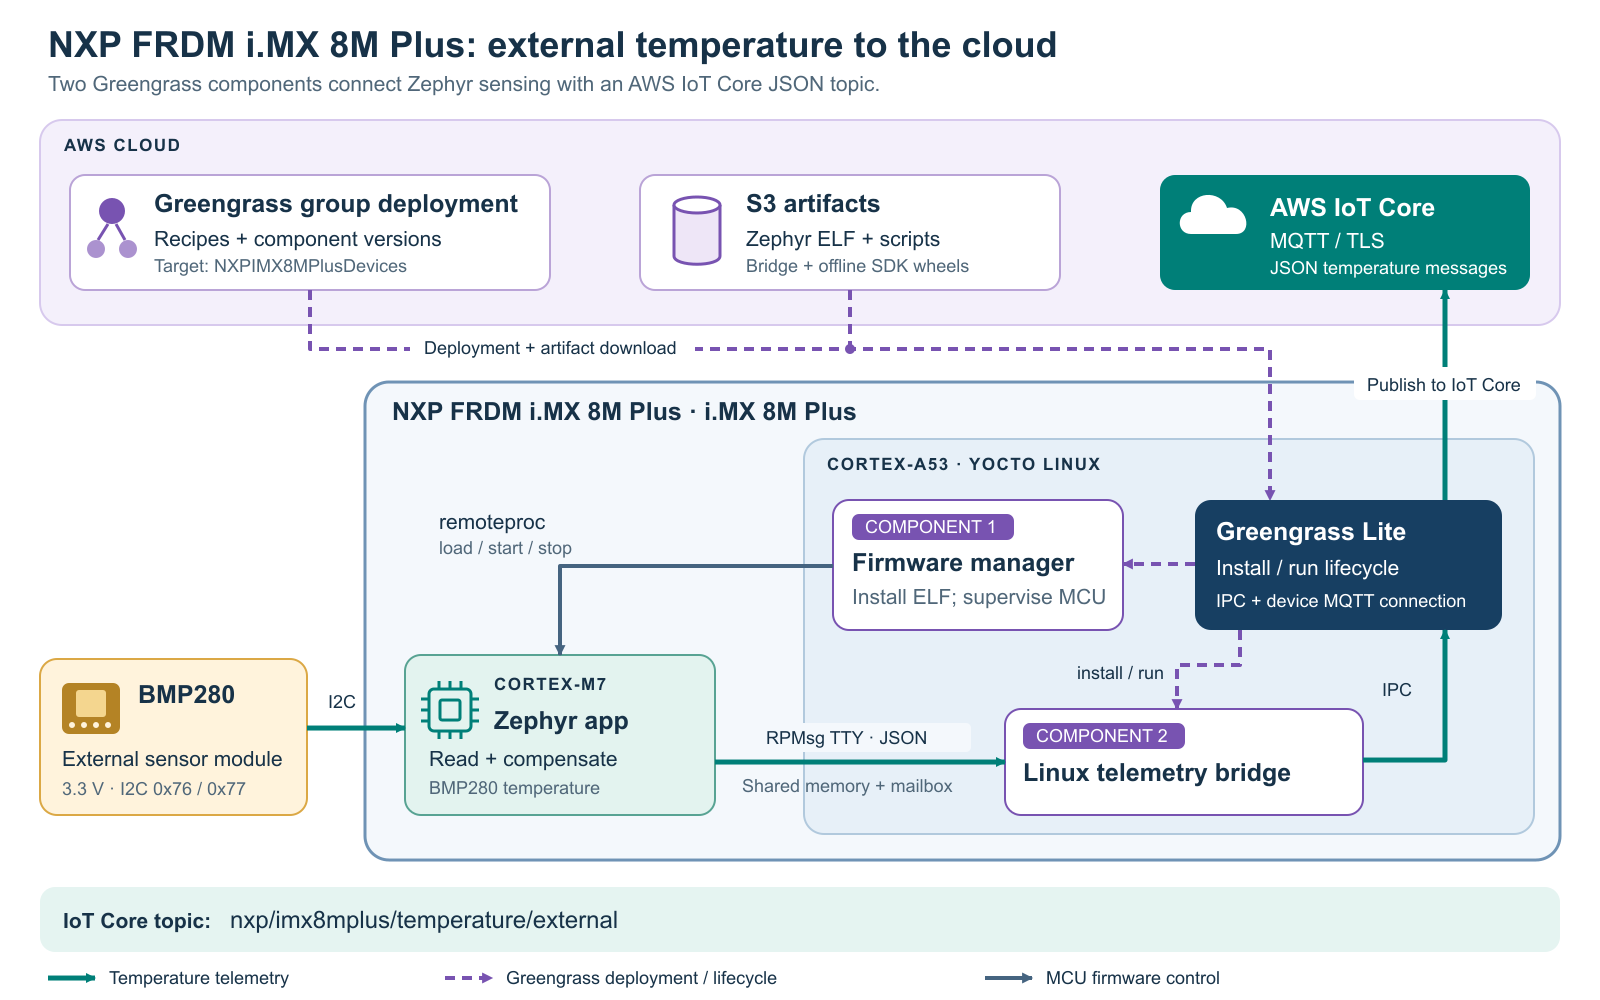 NXP FRDM i.MX 8M Plus: external temperature to the cloud
Two Greengrass components connect Zephyr sensing with an AWS IoT Core JSON topic.
AWS CLOUD
Greengrass group deployment
Recipes + component versions
Target: NXPIMX8MPlusDevices
S3 artifacts
Zephyr ELF + scripts
Bridge + offline SDK wheels
AWS IoT Core
MQTT / TLS
JSON temperature messages
Deployment + artifact download
Publish to IoT Core
NXP FRDM i.MX 8M Plus · i.MX 8M Plus
CORTEX-A53 · YOCTO LINUX
remoteproc
load / start / stop
COMPONENT 1
Firmware manager
Install ELF; supervise MCU
Greengrass Lite
Install / run lifecycle
IPC + device MQTT connection
install / run
IPC
BMP280
External sensor module
3.3 V · I2C 0x76 / 0x77
I2C
CORTEX-M7
Zephyr app
Read + compensate
BMP280 temperature
RPMsg TTY · JSON
Shared memory + mailbox
COMPONENT 2
Linux telemetry bridge
IoT Core topic: nxp/imx8mplus/temperature/external
Temperature telemetry
Greengrass deployment / lifecycle
MCU firmware control